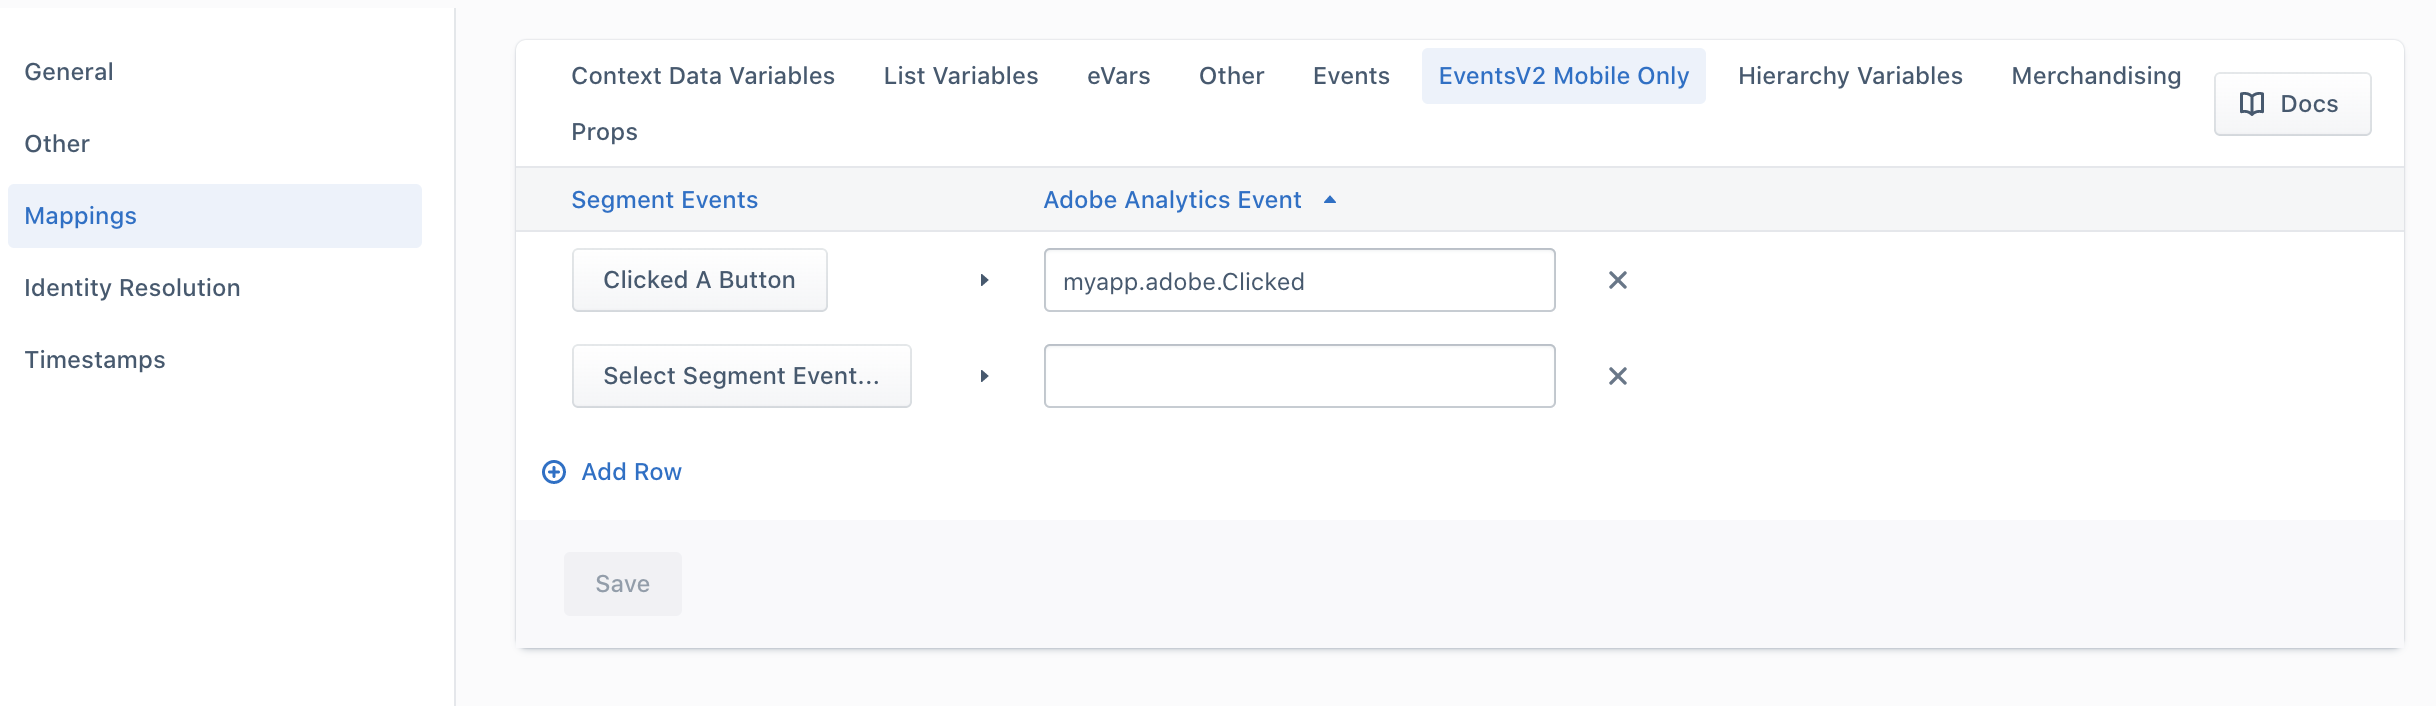 General
Other
Mappings
Identity Resolution
Timestamps
Context Data Variables List Variables eVars Other Events EventsV2 Mobile Only Hierarchy Variables Merchandising
Props
Docs
Segment Events Adobe Analytics Event
Clicked A Button myapp.adobe.Clicked
Select Segment Event...
Add Row
Save